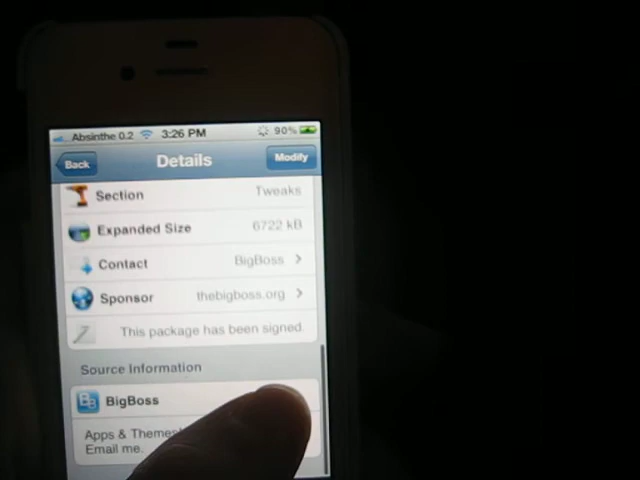 Absinthe 0.2 3:26 PM 90%
Back Details Modify
Section Tweaks
Expanded Size 6722 kB
Contact BigBoss
Sponsor thebigboss.org
This package has been signed.
Source Information
BigBoss
Apps & Themes
Email me.